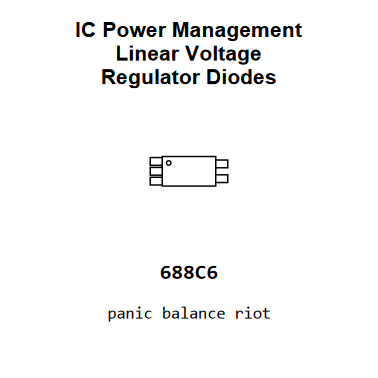 IC Power Management
Linear Voltage
Regulator Diodes
688C6
panic balance riot